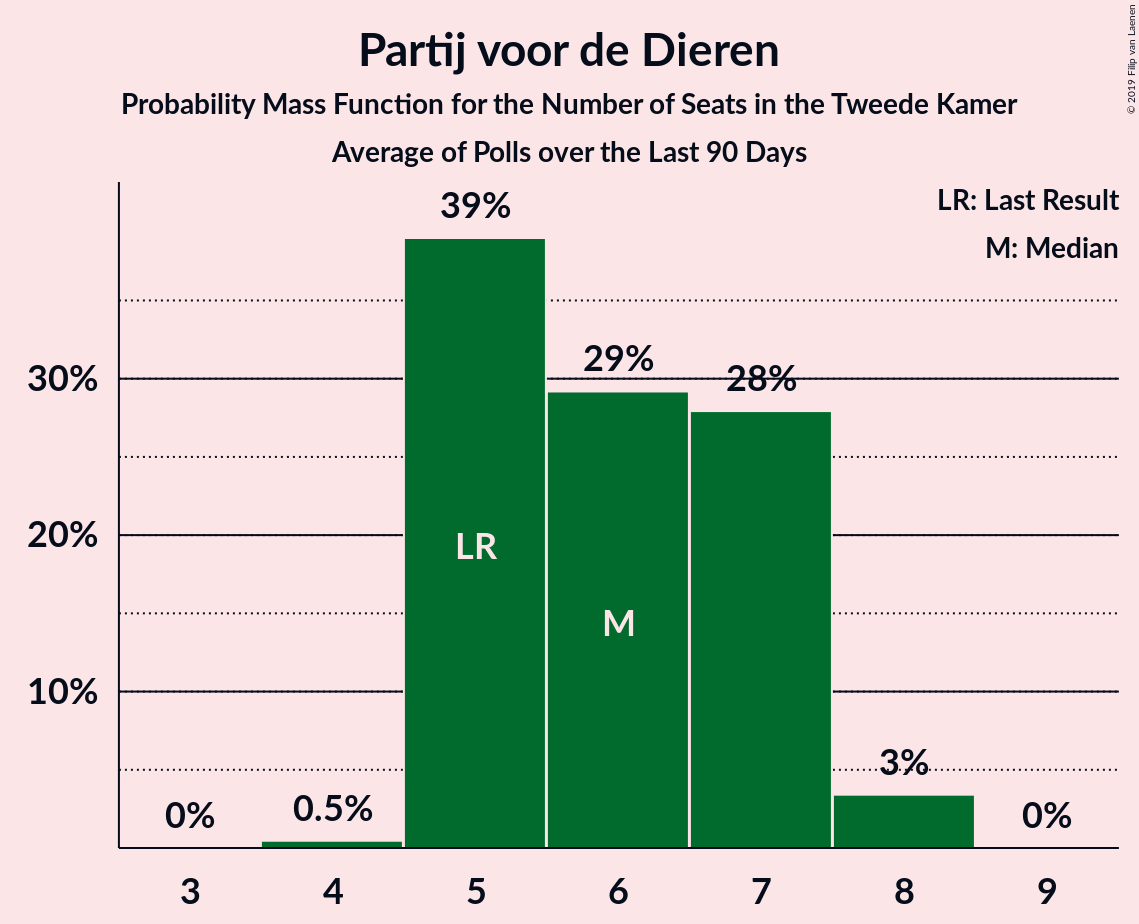 Partij voor de Dieren
Probability Mass Function for the Number of Seats in the Tweede Kamer
Average of Polls over the Last 90 Days
© 2019 Filip van Laenen
LR: Last Result
M: Median
39%
29%
28%
30%
20%
LR
M
10%
3%
0%
0.5%
0%
3 4 5 6 7 8 9